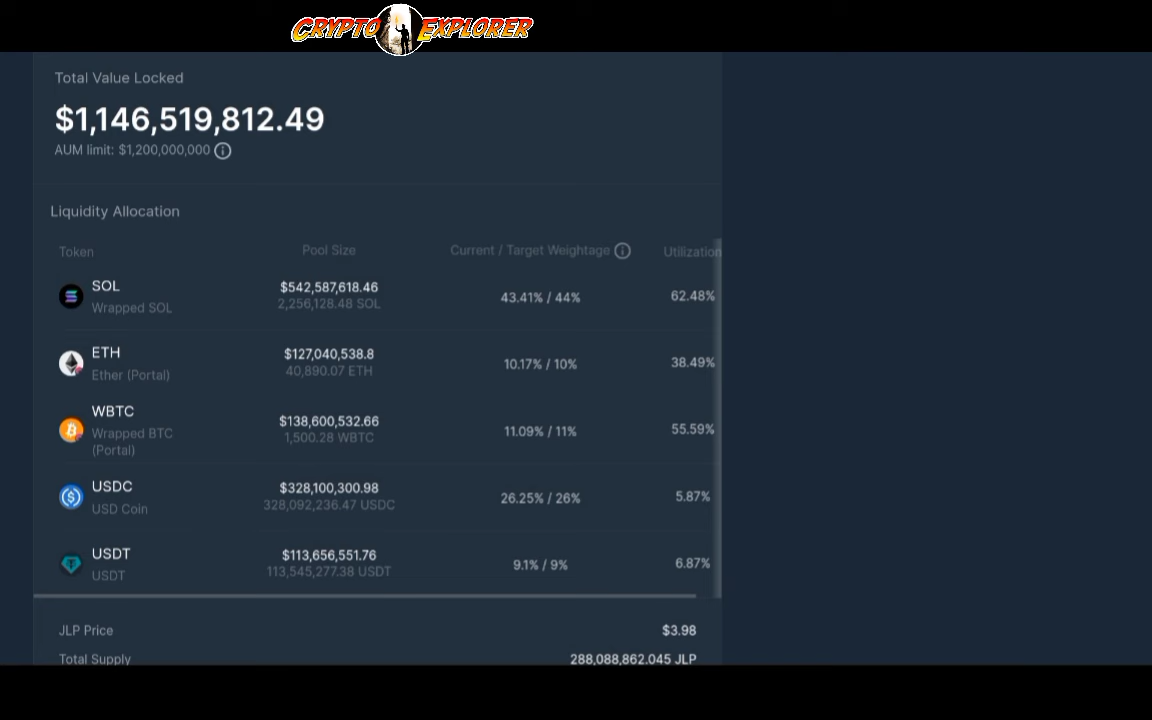 CRYPTO EXPLORER
Total Value Locked
$1,146,519,812.49
AUM limit: $1,200,000,000
Liquidity Allocation
Token Pool Size Current / Target Weightage Utilization
SOL
Wrapped SOL
$542,587,618.46
2,256,128.48 SOL
43.41% / 44%
62.48%
ETH
Ether (Portal)
$127,040,538.8
40,890.07 ETH
10.17% / 10%
38.49%
WBTC
Wrapped BTC
(Portal)
$138,600,532.66
1,500.28 WBTC
11.09% / 11%
55.59%
USDC
USD Coin
$328,100,300.98
328,092,236.47 USDC
26.25% / 26%
5.87%
USDT
USDT
$113,656,551.76
113,545,277.38 USDT
9.1% / 9%
6.87%
JLP Price $3.98
Total Supply 288,088,862.045 JLP